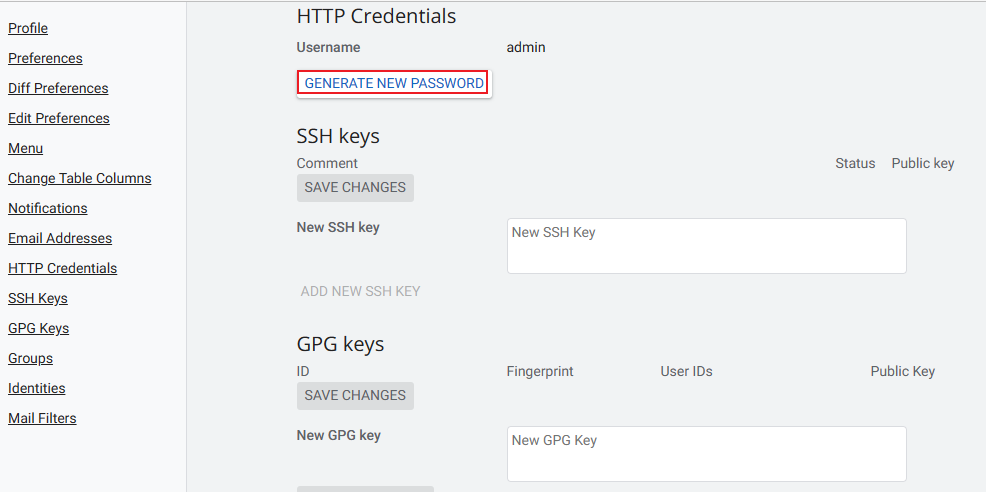 Profile
Preferences
Diff Preferences
Edit Preferences
Menu
Change Table Columns
Notifications
Email Addresses
HTTP Credentials
SSH Keys
GPG Keys
Groups
Identities
Mail Filters
HTTP Credentials
Username admin
GENERATE NEW PASSWORD
SSH keys
Comment Status Public key
SAVE CHANGES
New SSH key New SSH Key
ADD NEW SSH KEY
GPG keys
ID Fingerprint User IDs Public Key
SAVE CHANGES
New GPG key New GPG Key